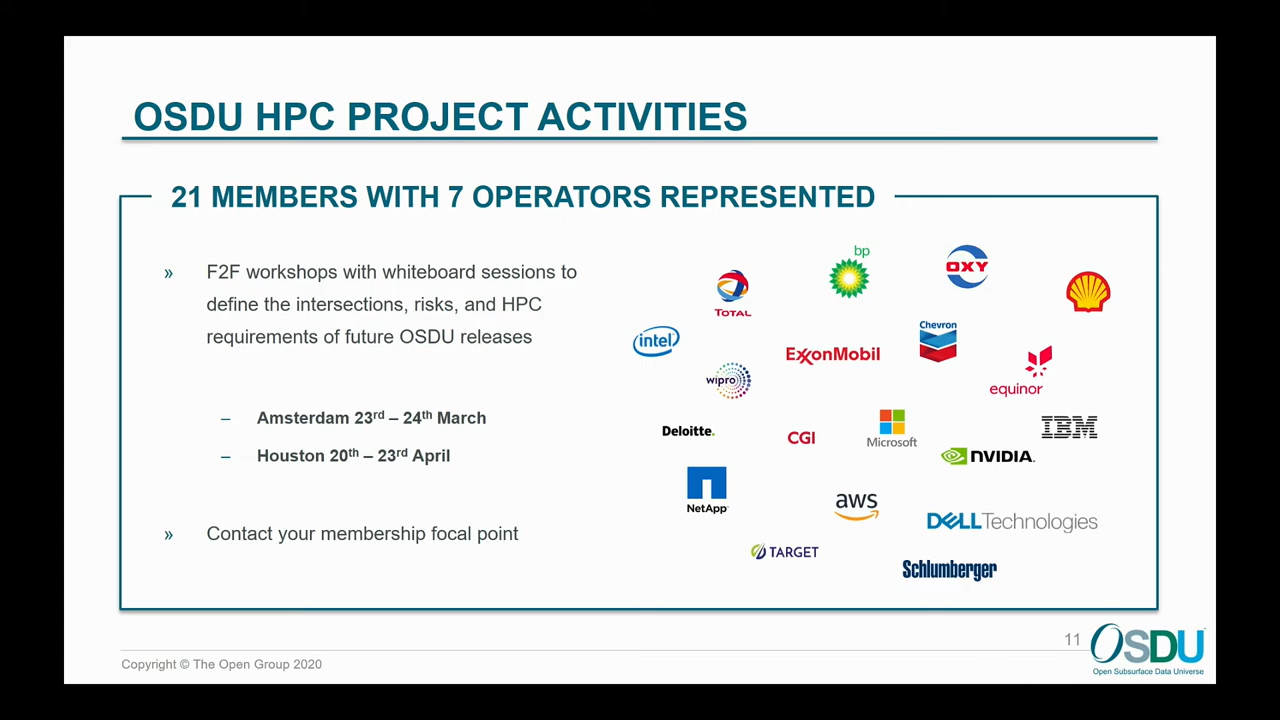 OSDU HPC PROJECT ACTIVITIES
21 MEMBERS WITH 7 OPERATORS REPRESENTED
» F2F workshops with whiteboard sessions to
define the intersections, risks, and HPC
requirements of future OSDU releases
– Amsterdam 23rd – 24th March
– Houston 20th – 23rd April
» Contact your membership focal point
bp
OXY
TOTAL
intel
Chevron
ExxonMobil
wipro
equinor
Deloitte.
CGI
Microsoft
IBM
NVIDIA.
NetApp
aws
DELLTechnologies
TARGET
Schlumberger
11
OSDU
Open Subsurface Data Universe
Copyright © The Open Group 2020